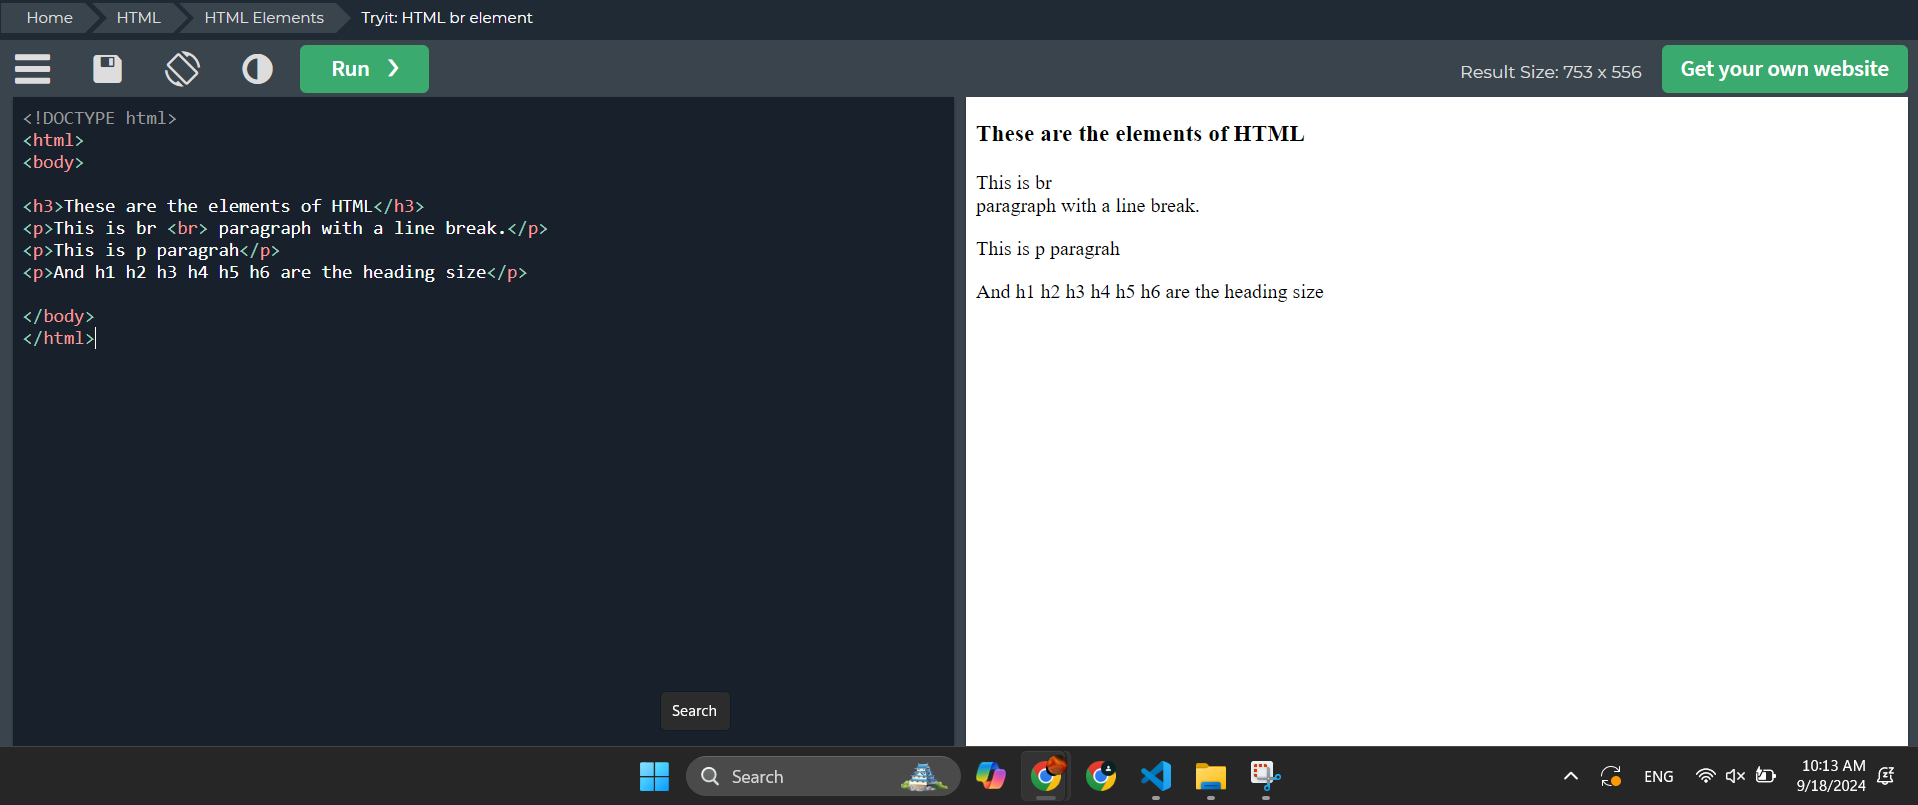 Home HTML HTML Elements Tryit: HTML br element
Run ❯ Result Size: 753 x 556 Get your own website
<!DOCTYPE html>
<html>
<body>
<h3>These are the elements of HTML</h3>
<p>This is br <br> paragraph with a line break.</p>
<p>This is p paragrah</p>
<p>And h1 h2 h3 h4 h5 h6 are the heading size</p>
</body>
</html>
These are the elements of HTML
This is br
paragraph with a line break.
This is p paragrah
And h1 h2 h3 h4 h5 h6 are the heading size
Search
Search
ENG
10:13 AM
9/18/2024